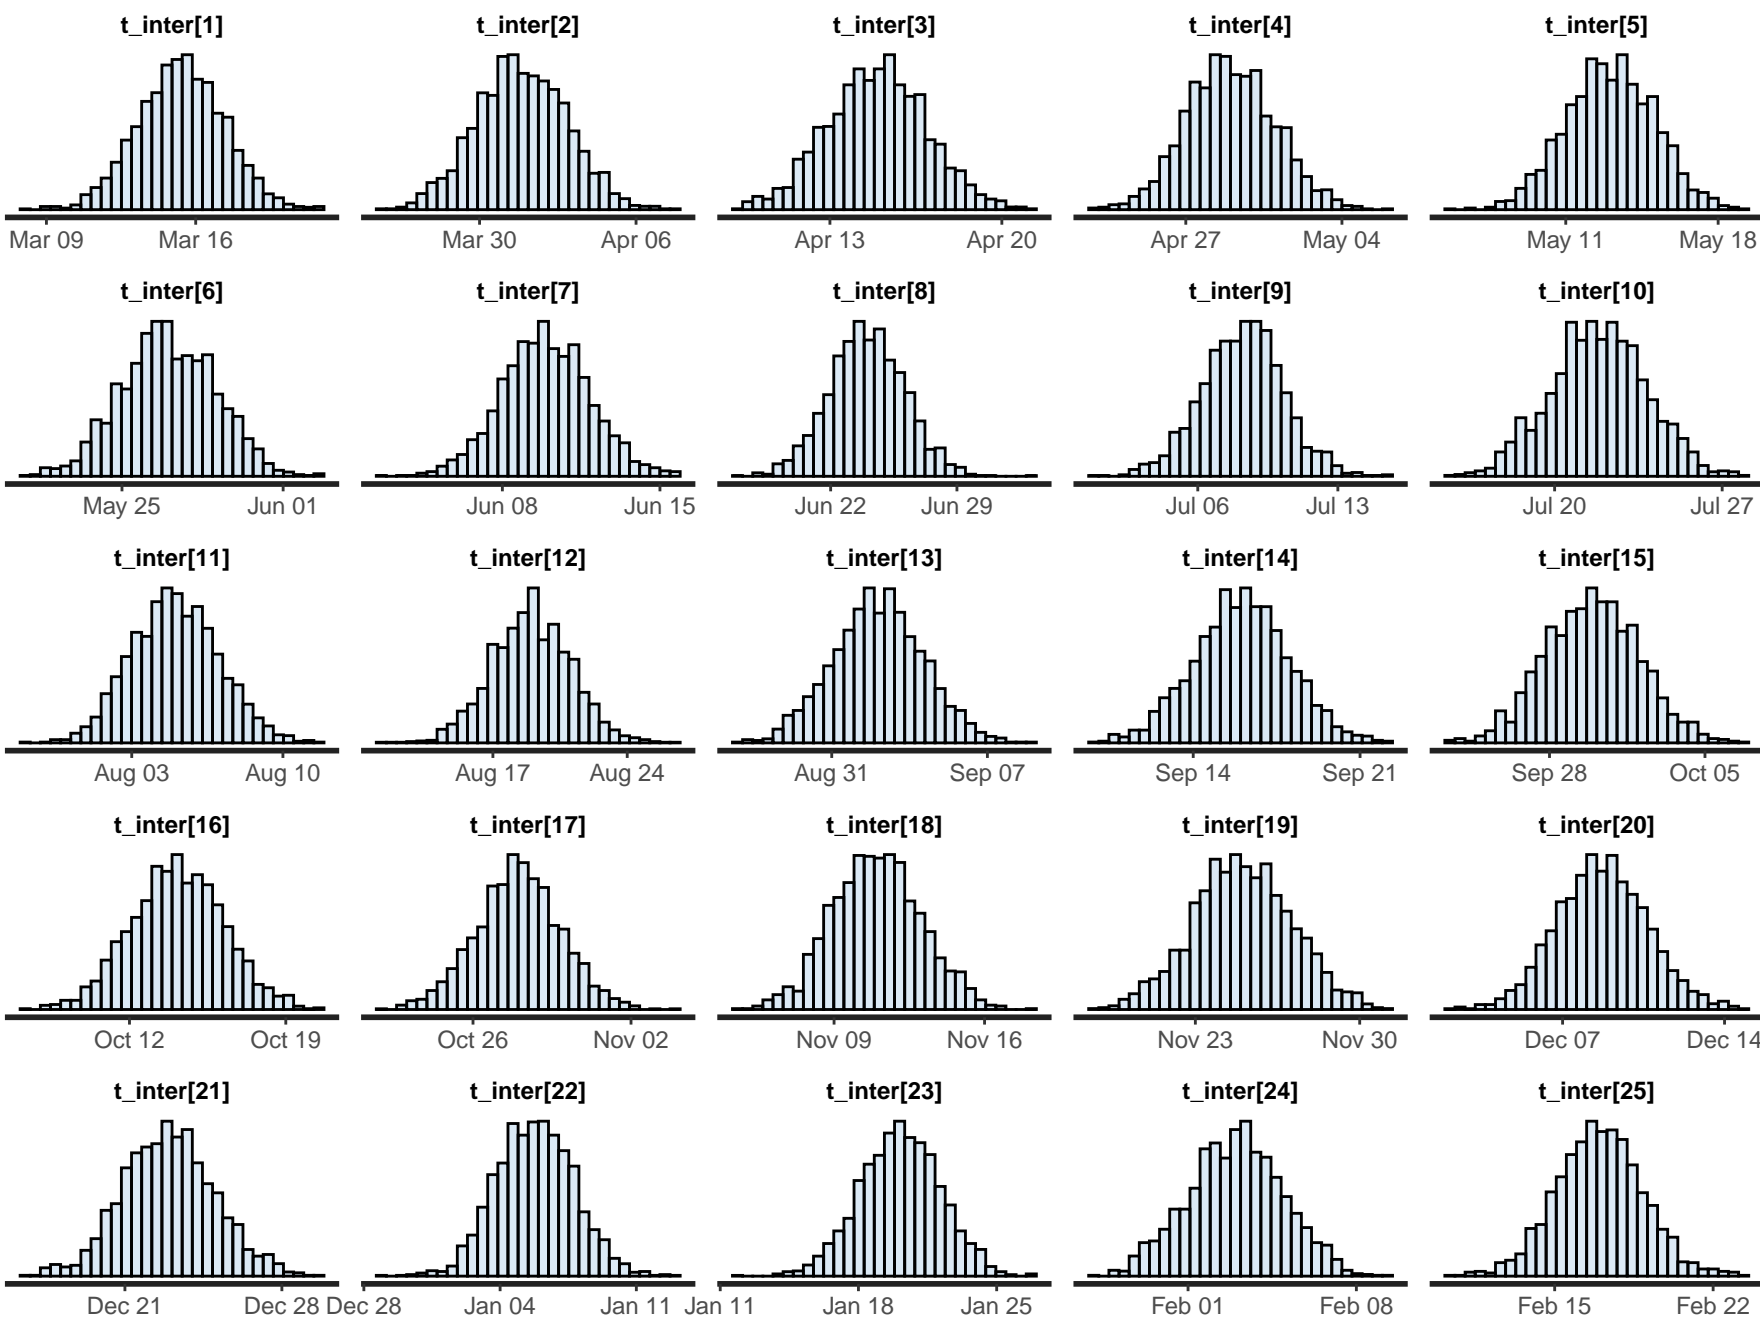 t_inter[1] t_inter[2] t_inter[3] t_inter[4] t_inter[5]
Mar 09 Mar 16 Mar 30 Apr 06 Apr 13 Apr 20 Apr 27 May 04 May 11 May 18
t_inter[6] t_inter[7] t_inter[8] t_inter[9] t_inter[10]
May 25 Jun 01 Jun 08 Jun 15 Jun 22 Jun 29 Jul 06 Jul 13 Jul 20 Jul 27
t_inter[11] t_inter[12] t_inter[13] t_inter[14] t_inter[15]
Aug 03 Aug 10 Aug 17 Aug 24 Aug 31 Sep 07 Sep 14 Sep 21 Sep 28 Oct 05
t_inter[16] t_inter[17] t_inter[18] t_inter[19] t_inter[20]
Oct 12 Oct 19 Oct 26 Nov 02 Nov 09 Nov 16 Nov 23 Nov 30 Dec 07 Dec 14
t_inter[21] t_inter[22] t_inter[23] t_inter[24] t_inter[25]
Dec 21 Dec 28 Dec 28 Jan 04 Jan 11 Jan 11 Jan 18 Jan 25 Feb 01 Feb 08 Feb 15 Feb 22